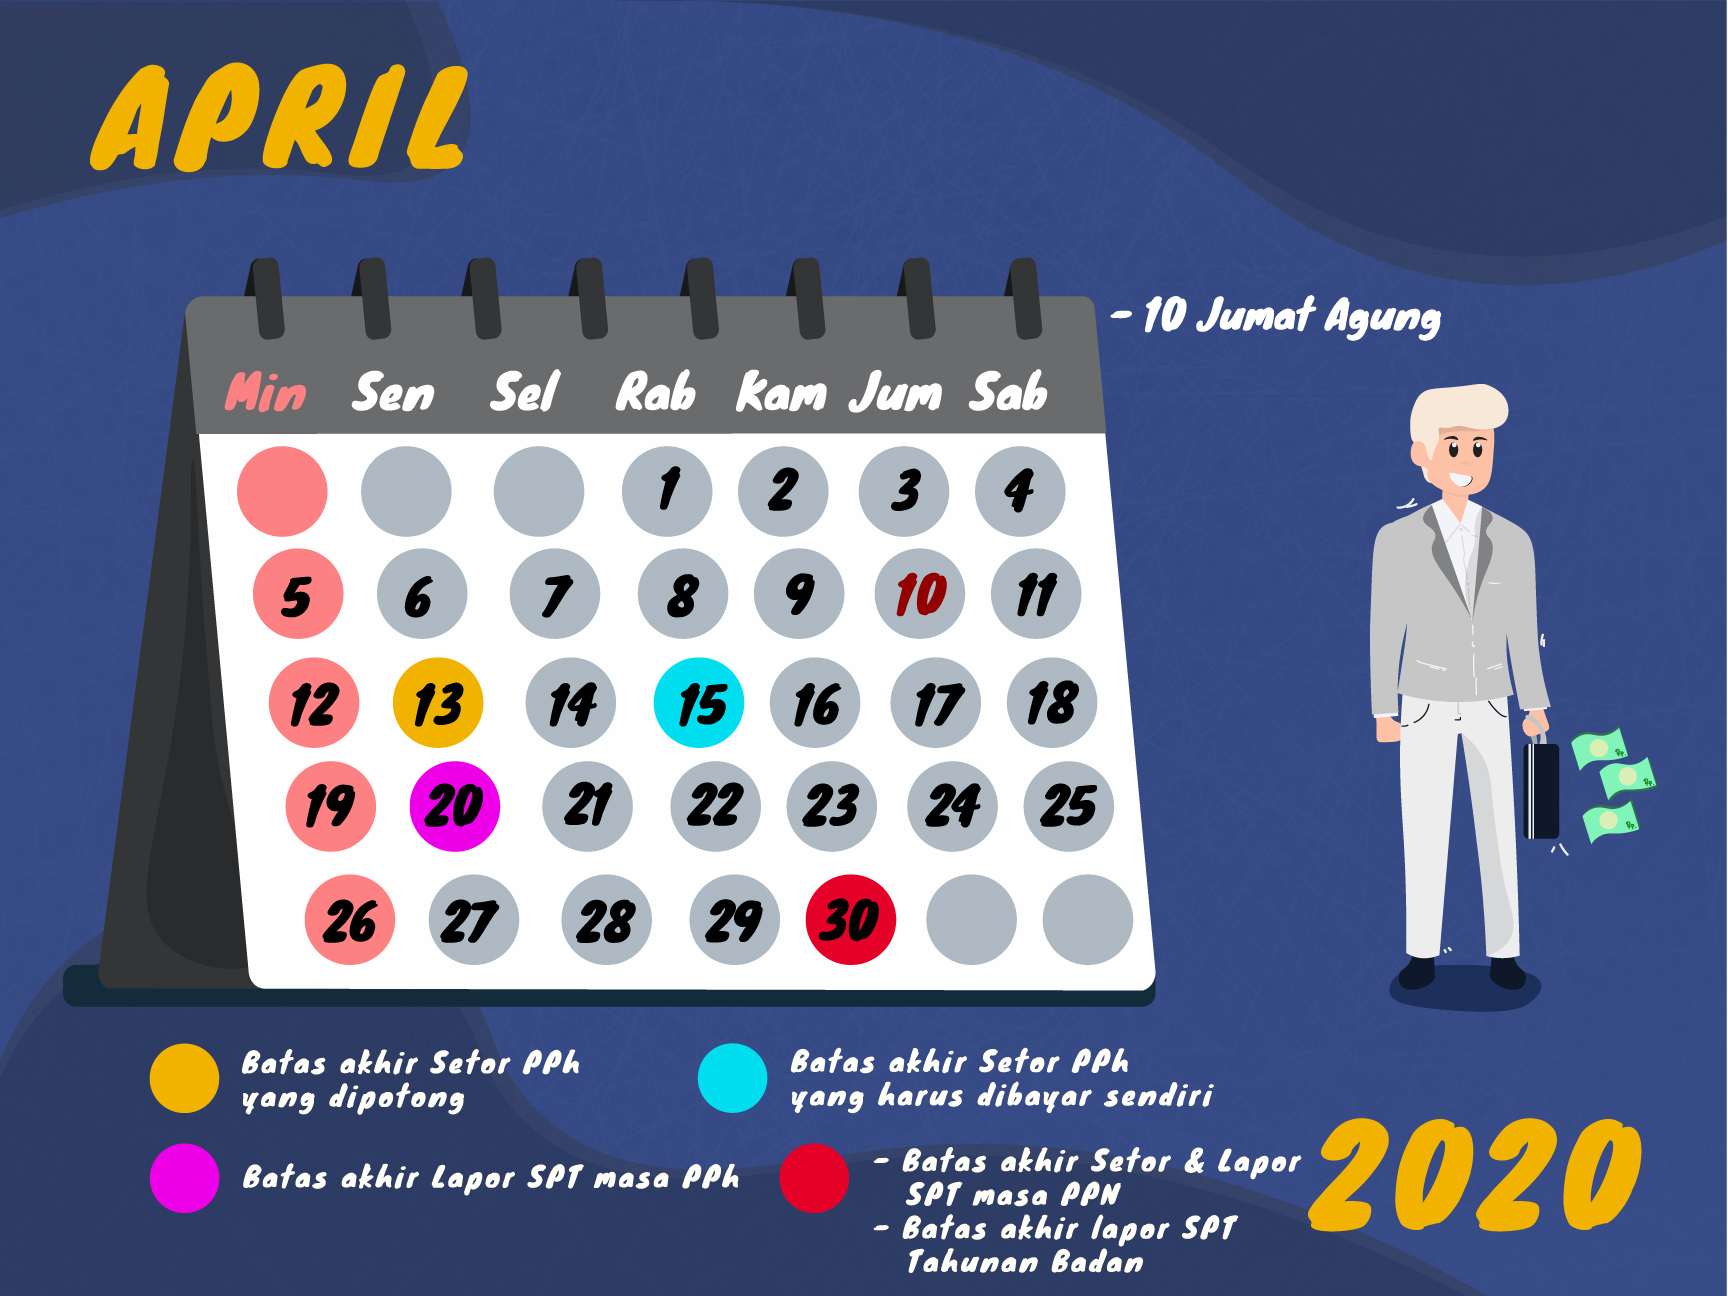 APRIL
- 10 Jumat Agung
Min Sen Sel Rab Kam Jum Sab
1 2 3 4
5 6 7 8 9 10 11
12 13 14 15 16 17 18
19 20 21 22 23 24 25
26 27 28 29 30
Rp.
Rp.
Rp.
Batas akhir Setor PPh
yang dipotong
Batas akhir Setor PPh
yang harus dibayar sendiri
Batas akhir Lapor SPT masa PPh
- Batas akhir Setor & Lapor
SPT masa PPN
- Batas akhir lapor SPT
Tahunan Badan
2020